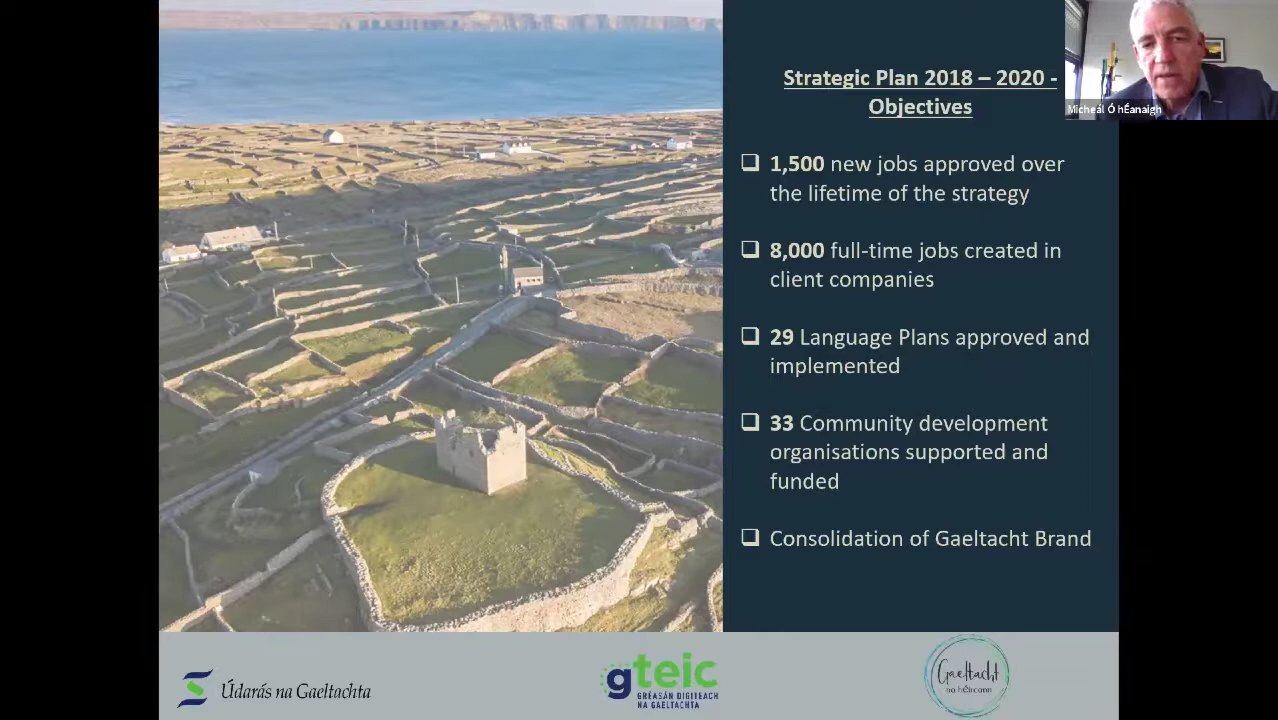 Strategic Plan 2018 – 2020 -
Objectives
Micheál Ó hÉanaigh
❑ 1,500 new jobs approved over
the lifetime of the strategy
❑ 8,000 full-time jobs created in
client companies
❑ 29 Language Plans approved and
implemented
❑ 33 Community development
organisations supported and
funded
❑ Consolidation of Gaeltacht Brand
Údarás na Gaeltachta
gteic
GRÉASÁN DIGITEACH
NA GAELTACHTA
Gaeltacht
na hÉireann